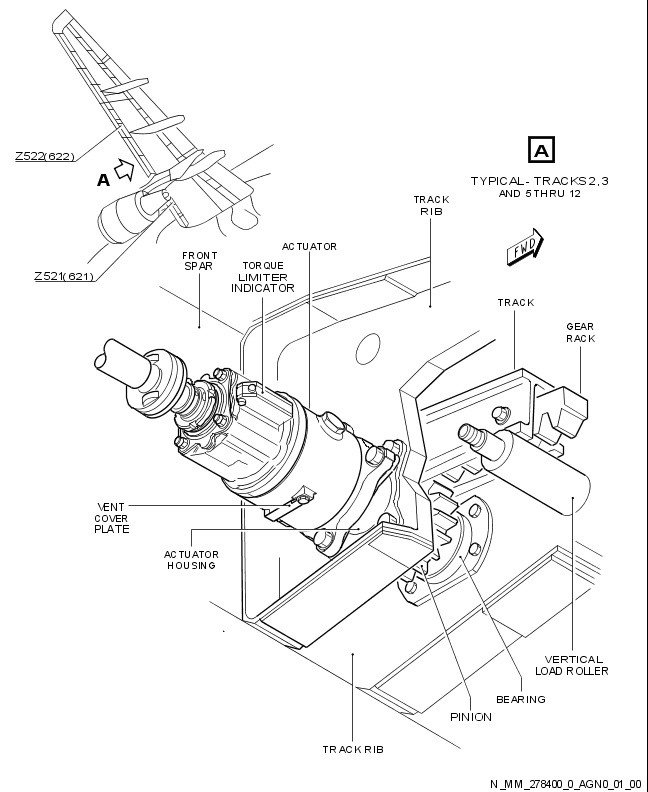 Z522(622)
A
Z521(621)
A
TYPICAL- TRACKS 2,3
AND 5 THRU 12
FWD
TRACK
RIB
ACTUATOR
FRONT
SPAR
TORQUE
LIMITER
INDICATOR
TRACK
GEAR
RACK
VENT
COVER
PLATE
ACTUATOR
HOUSING
VERTICAL
LOAD ROLLER
BEARING
PINION
TRACK RIB
N_MM_278400_0_AGN0_01_00